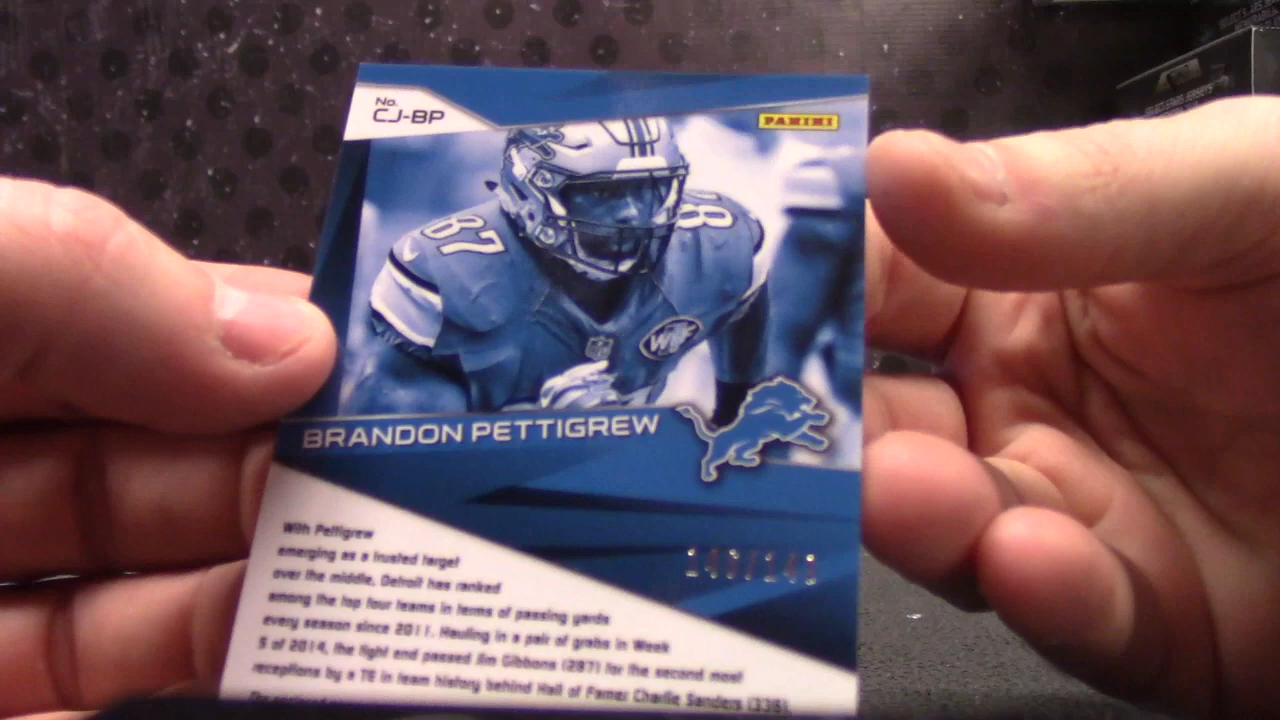 No.
CJ-BP
PANINI
87
WCF
BRANDON PETTIGREW
With Pettigrew
emerging as a trusted target
over the middle, Detroit has ranked
among the top four teams in terms of passing yards
every season since 2011. Hauling in a pair of grabs in Week
5 of 2014, the tight end passed Jim Gibbons (287) for the second most
receptions by a TE in team history behind Hall of Famer Charlie Sanders (336).